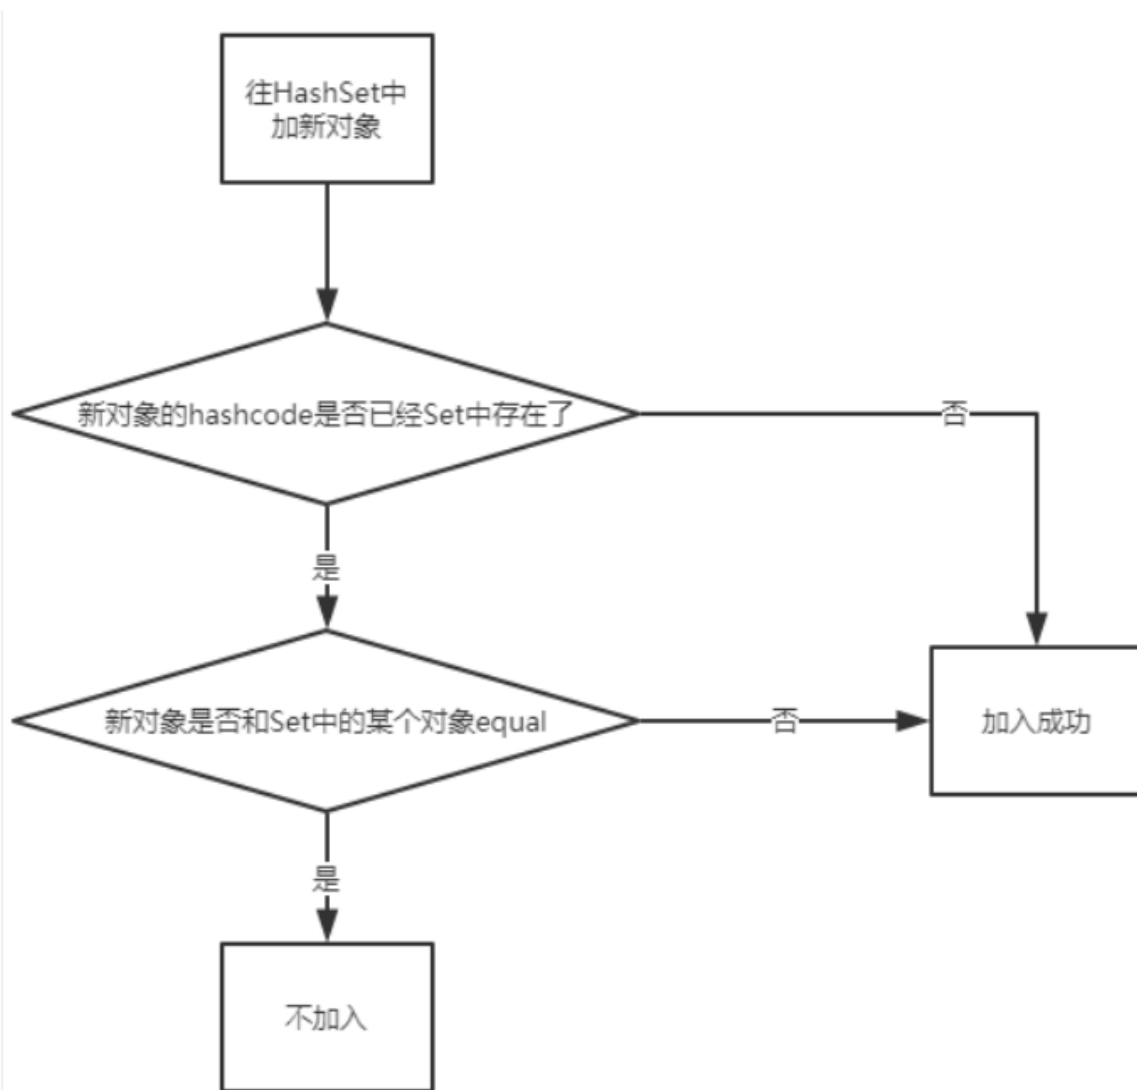 往HashSet中
加新对象
新对象的hashcode是否已经Set中存在了
否
是
新对象是否和Set中的某个对象equal
否
加入成功
是
不加入